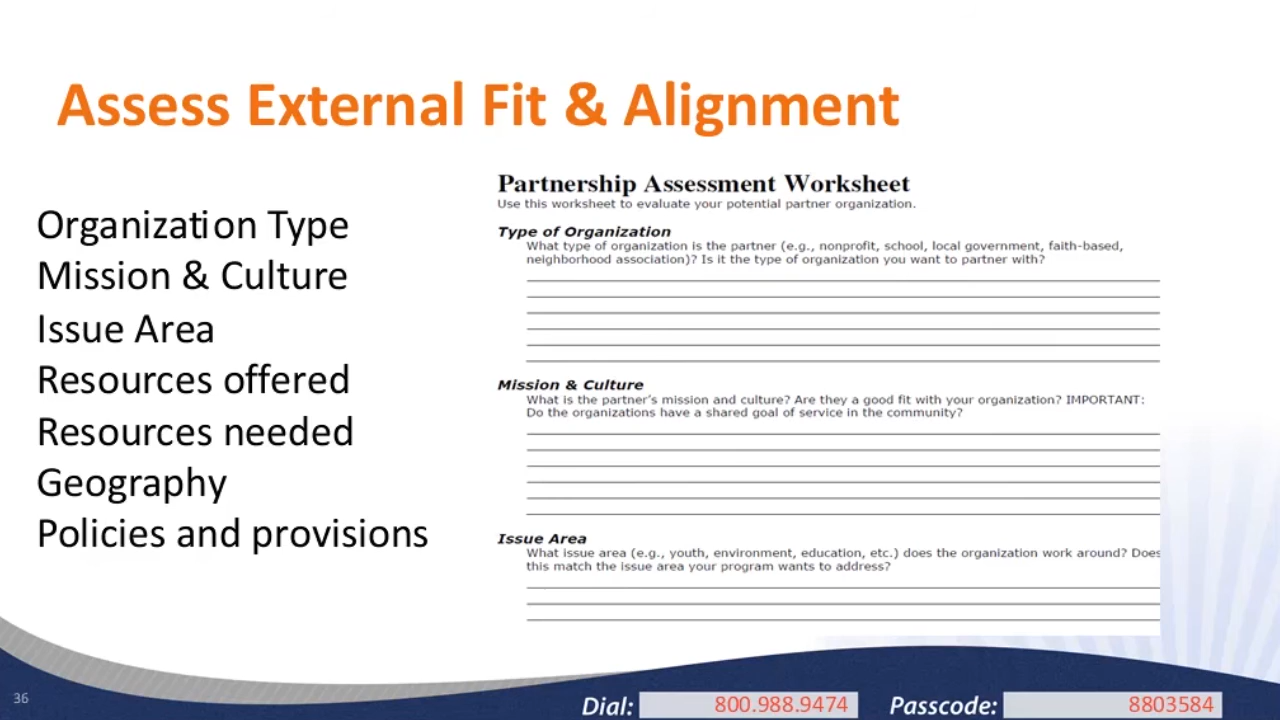 Assess External Fit & Alignment
Organization Type
Mission & Culture
Issue Area
Resources offered
Resources needed
Geography
Policies and provisions
Partnership Assessment Worksheet
Use this worksheet to evaluate your potential partner organization.
Type of Organization
What type of organization is the partner (e.g., nonprofit, school, local government, faith-based,
neighborhood association)? Is it the type of organization you want to partner with?
Mission & Culture
What is the partner's mission and culture? Are they a good fit with your organization? IMPORTANT:
Do the organizations have a shared goal of service in the community?
Issue Area
What issue area (e.g., youth, environment, education, etc.) does the organization work around? Does
this match the issue area your program wants to address?
36
Dial: 800.988.9474 Passcode: 8803584